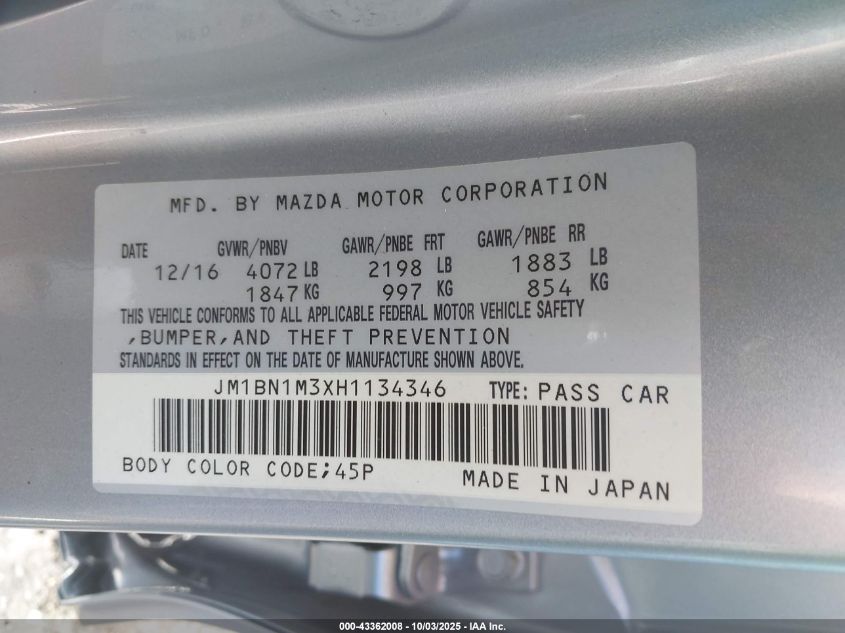 MFD. BY MAZDA MOTOR CORPORATION
DATE GVWR/PNBV GAWR/PNBE FRT GAWR/PNBE RR
12/16 4072 LB 2198 LB 1883 LB
1847 KG 997 KG 854 KG
THIS VEHICLE CONFORMS TO ALL APPLICABLE FEDERAL MOTOR VEHICLE SAFETY
,BUMPER,AND THEFT PREVENTION
STANDARDS IN EFFECT ON THE DATE OF MANUFACTURE SHOWN ABOVE.
JM1BN1M3XH1134346 TYPE: PASS CAR
BODY COLOR CODE;45P MADE IN JAPAN
000-43362008 - 10/03/2025 - IAA Inc.